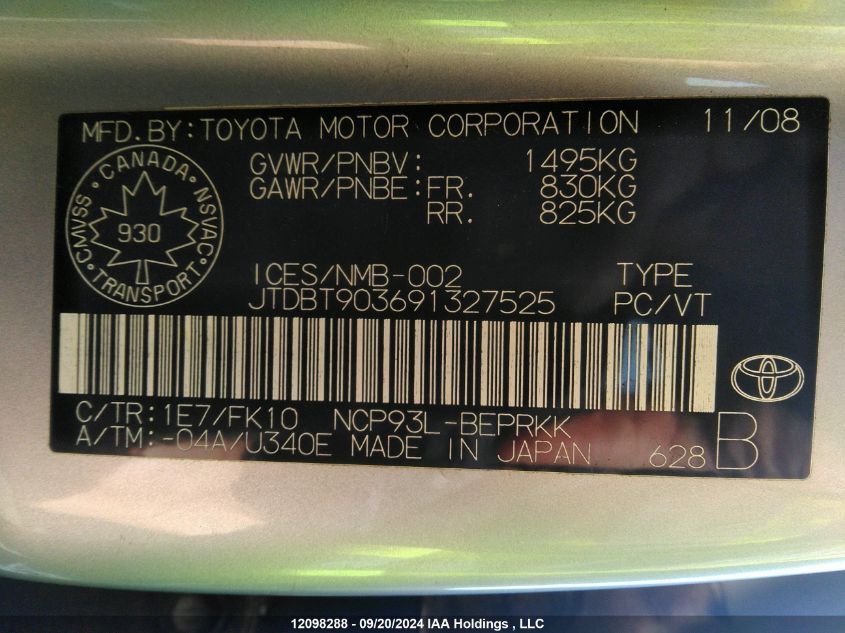 MFD. BY: TOYOTA MOTOR CORPORATION 11/08
GVWR/PNBV: 1495KG
GAWR/PNBE: FR. 830KG
RR. 825KG
CANADA
CMVSS NSVAC
930
TRANSPORT
ICES/NMB-002 TYPE
JTDBT903691327525 PC/VT
C/TR: 1E7/FK10 NCP93L-BEPRKK
A/TM: -04A/U340E MADE IN JAPAN 628 B
12098288 - 09/20/2024 IAA Holdings , LLC